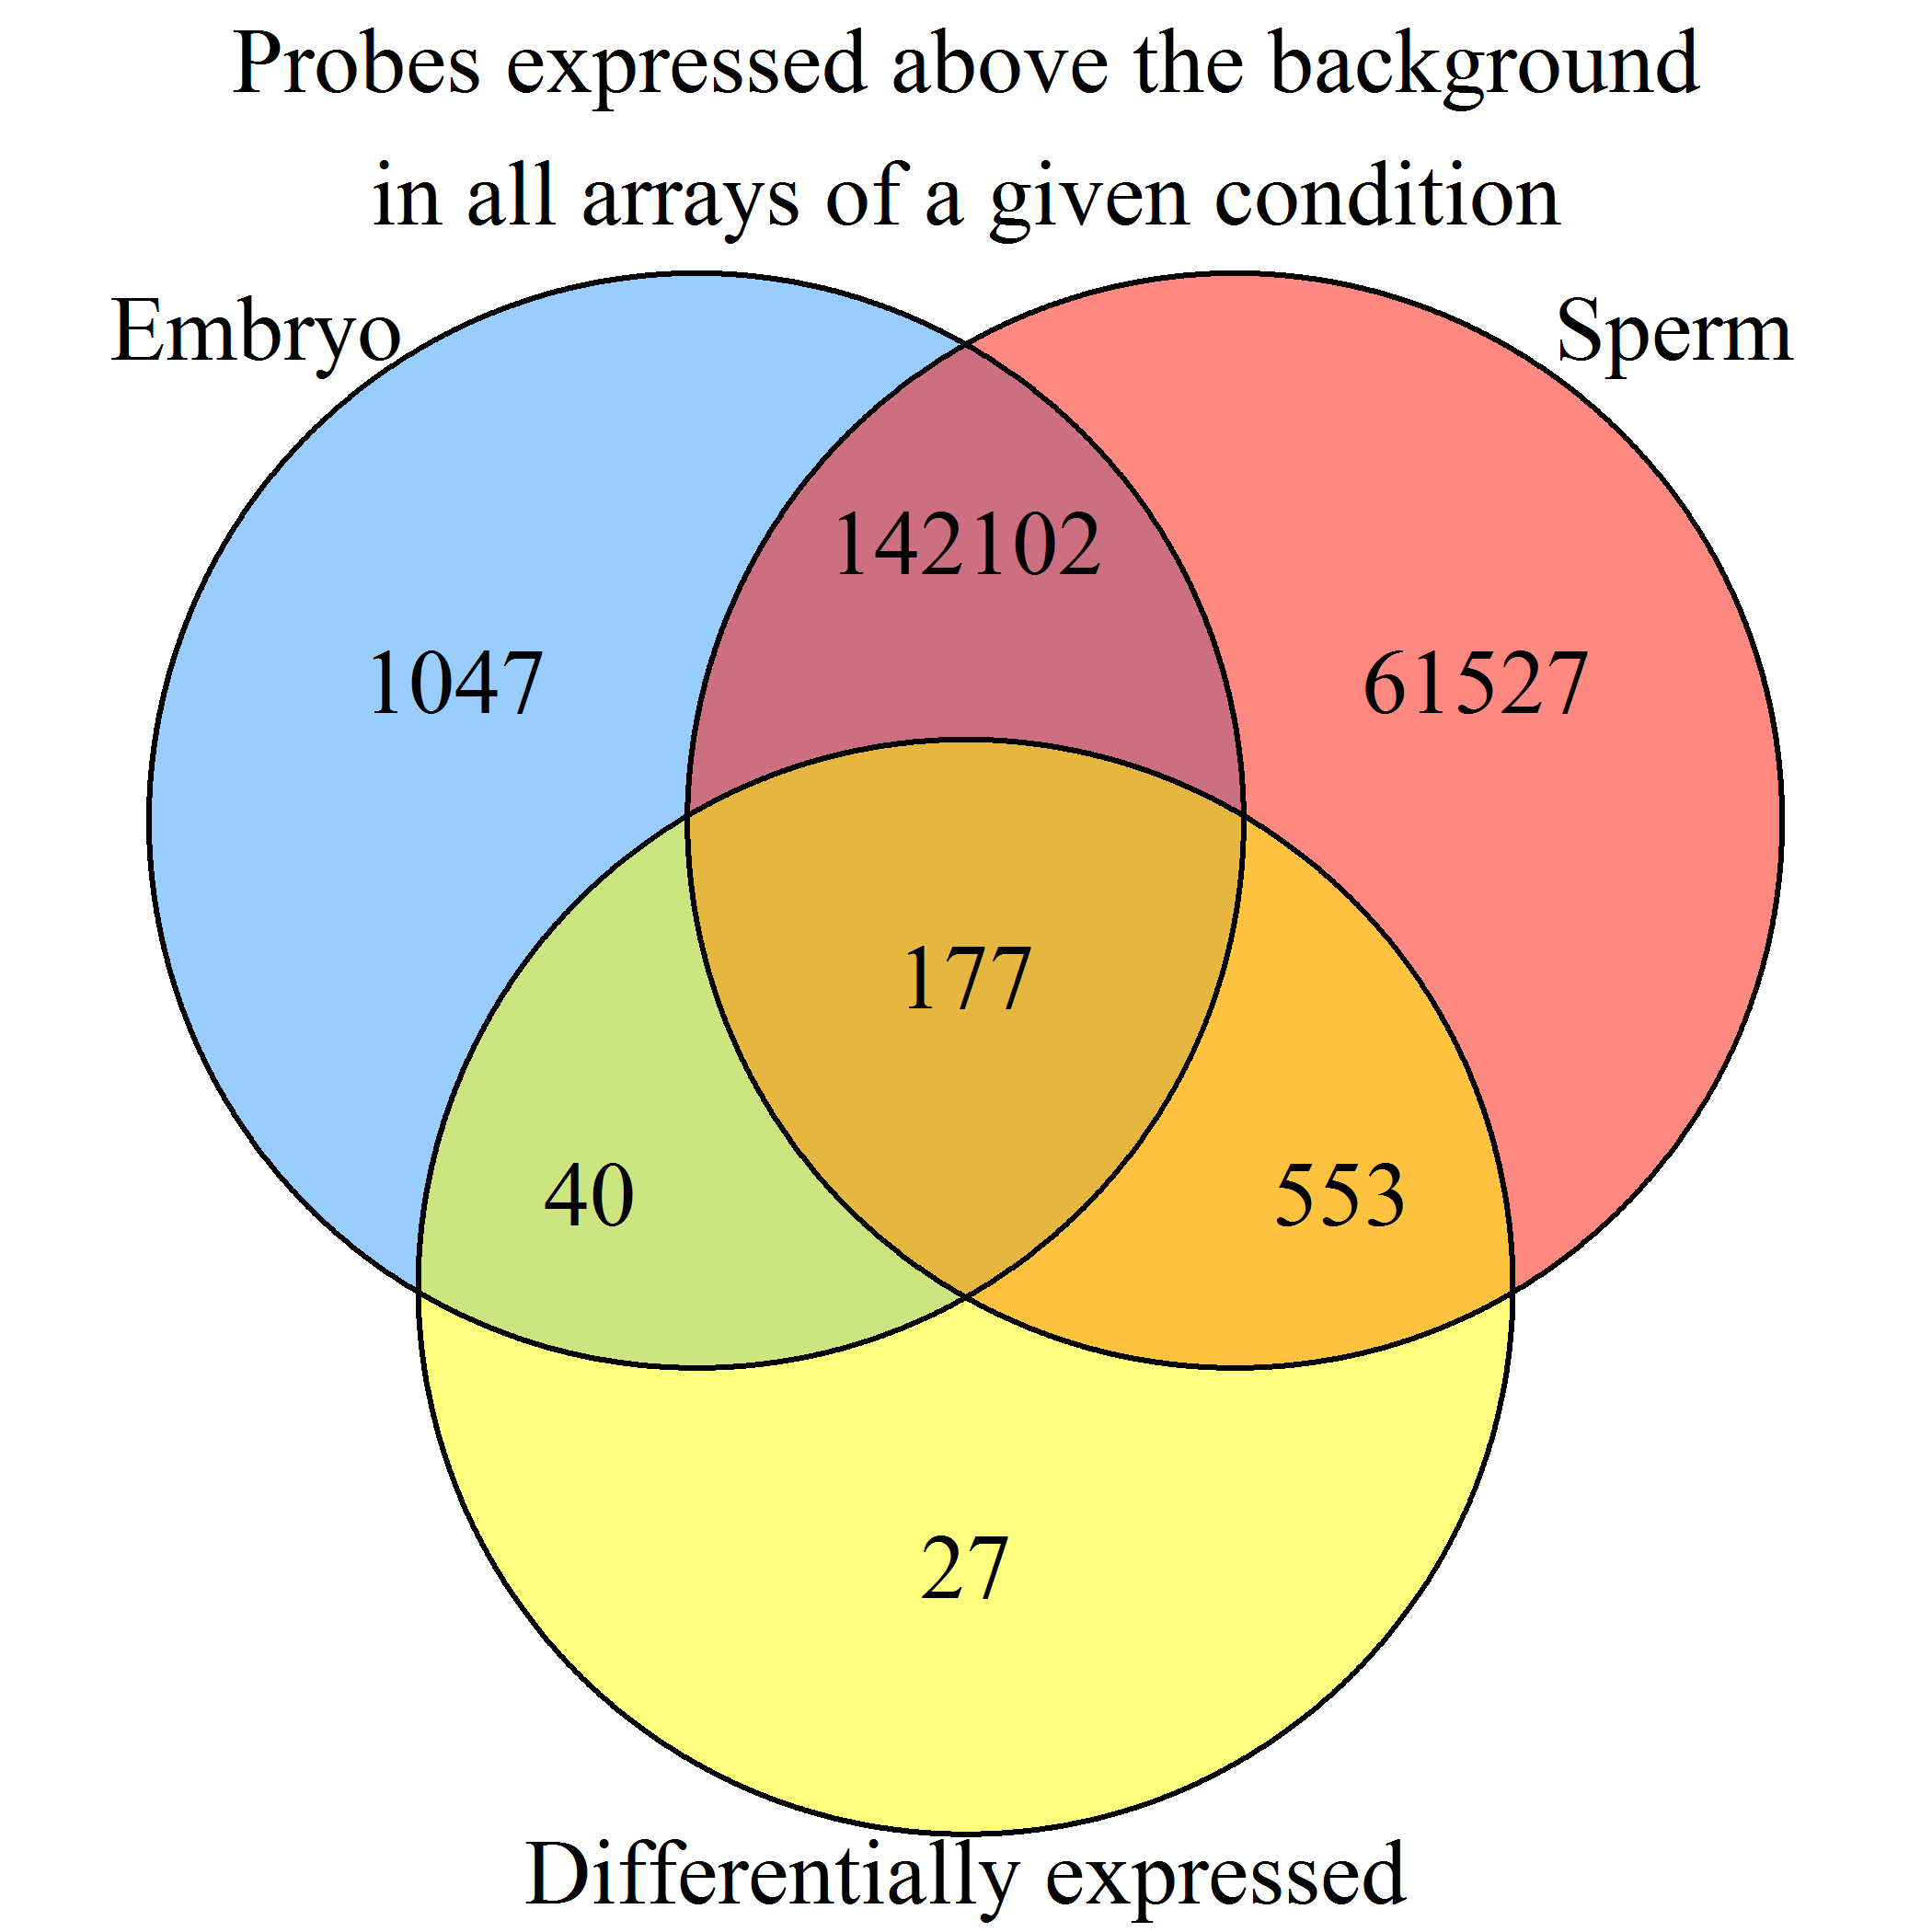 Probes expressed above the background
in all arrays of a given condition
Embryo
Sperm
142102
1047
61527
177
40
553
27
Differentially expressed